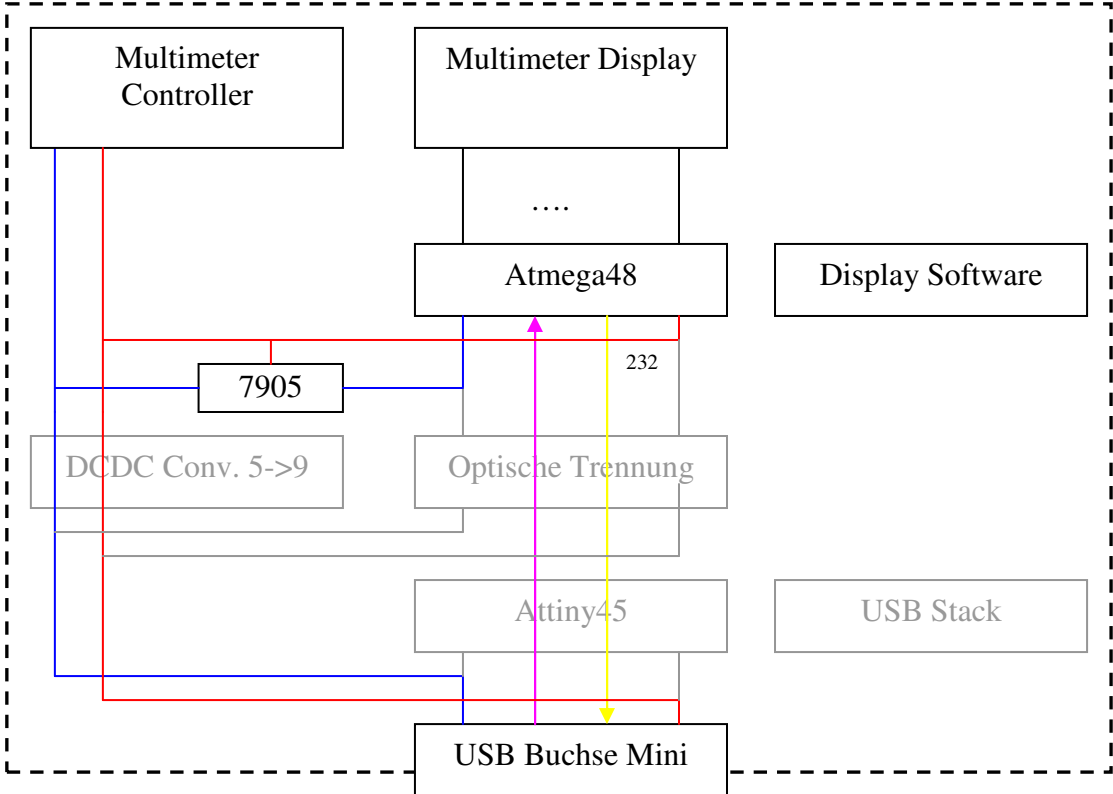 Multimeter
Controller
Multimeter Display
….
Atmega48
Display Software
232
7905
DCDC Conv. 5->9
Optische Trennung
Attiny45
USB Stack
USB Buchse Mini